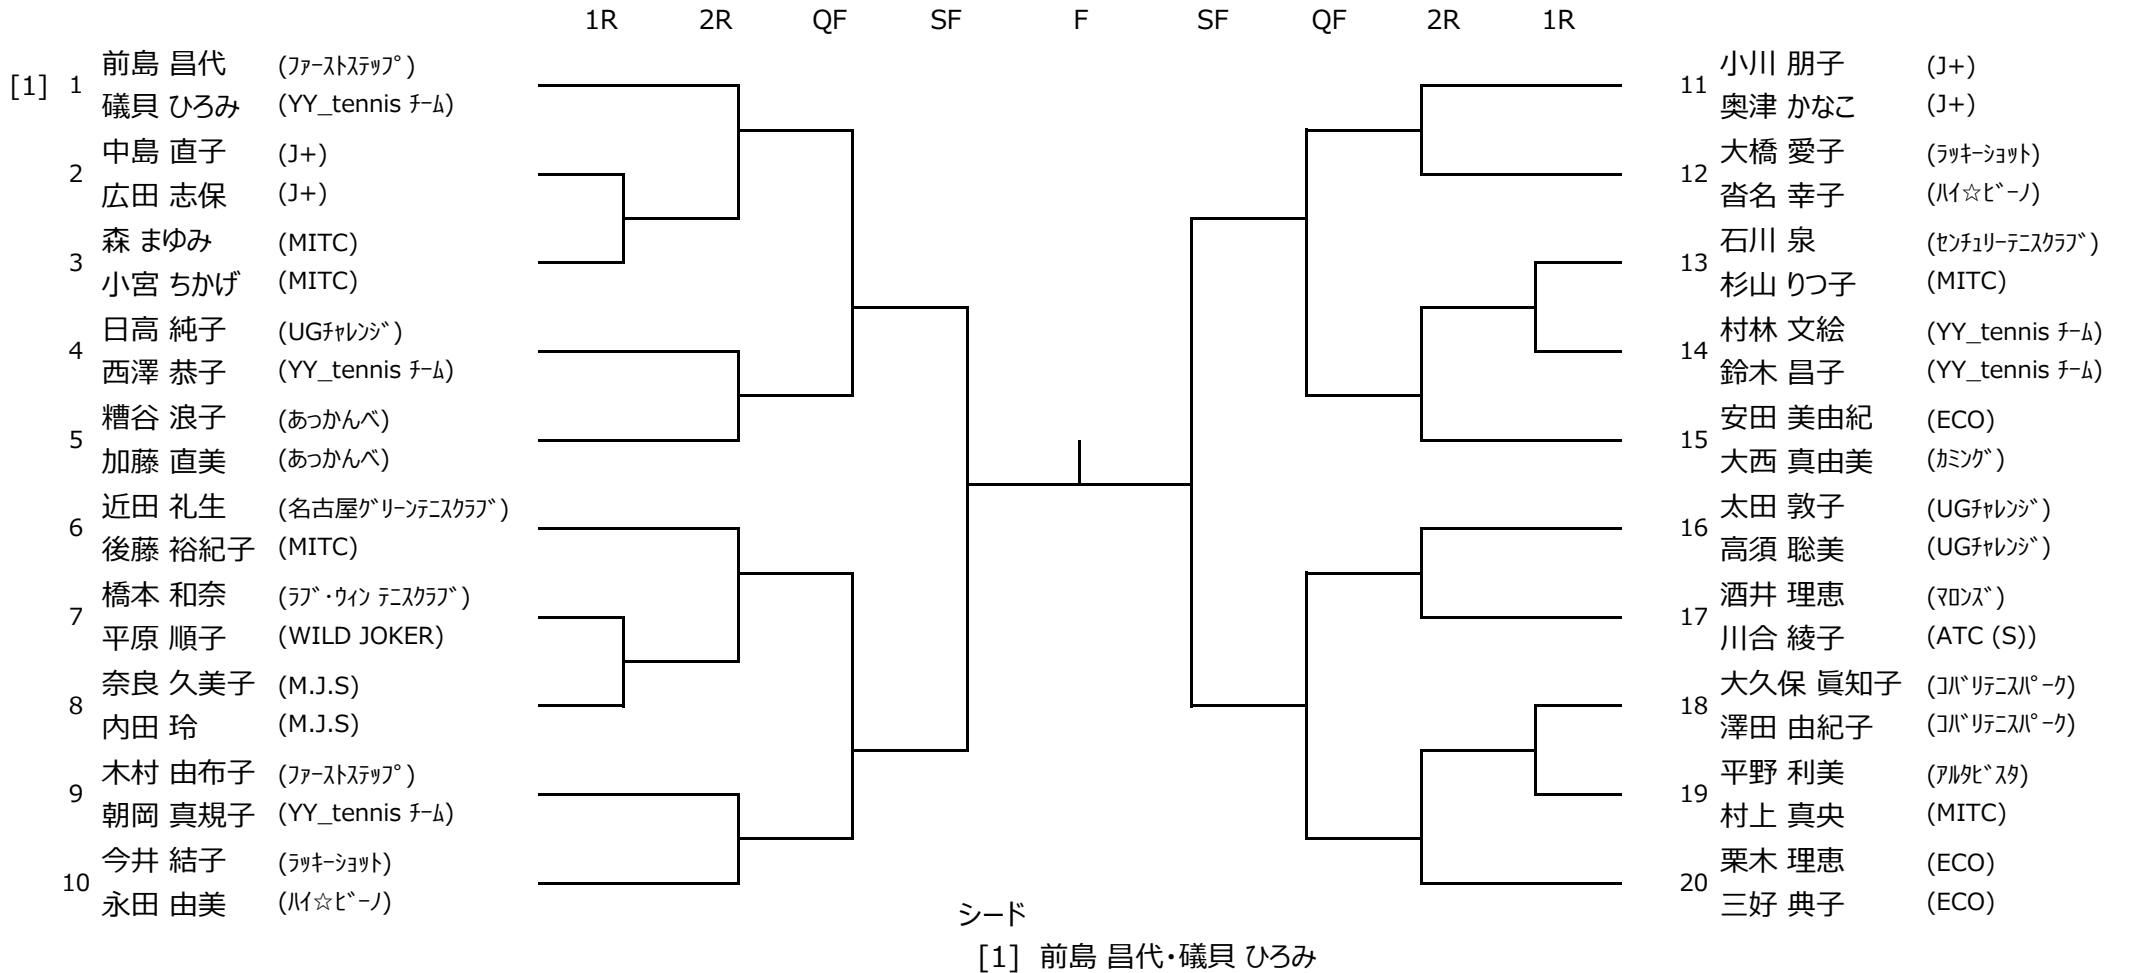 1R 2R QF SF F SF QF 2R 1R
[1] 1 前島 昌代 (ﾌｧｰｽﾄｽﾃｯﾌﾟ)
礒貝 ひろみ (YY_tennis ﾁｰﾑ)
2 中島 直子 (J+)
広田 志保 (J+)
3 森 まゆみ (MITC)
小宮 ちかげ (MITC)
4 日高 純子 (UGﾁｬﾚﾝｼﾞ)
西澤 恭子 (YY_tennis ﾁｰﾑ)
5 糟谷 浪子 (あっかんべ)
加藤 直美 (あっかんべ)
6 近田 礼生 (名古屋ｸﾞﾘｰﾝﾃﾆｽｸﾗﾌﾞ)
後藤 裕紀子 (MITC)
7 橋本 和奈 (ﾗﾌﾞ･ｳｨﾝ ﾃﾆｽｸﾗﾌﾞ)
平原 順子 (WILD JOKER)
8 奈良 久美子 (M.J.S)
内田 玲 (M.J.S)
9 木村 由布子 (ﾌｧｰｽﾄｽﾃｯﾌﾟ)
朝岡 真規子 (YY_tennis ﾁｰﾑ)
10 今井 結子 (ﾗｯｷｰｼｮｯﾄ)
永田 由美 (ﾊｲ☆ﾋﾞｰﾉ)
11 小川 朋子 (J+)
奥津 かなこ (J+)
12 大橋 愛子 (ﾗｯｷｰｼｮｯﾄ)
沓名 幸子 (ﾊｲ☆ﾋﾞｰﾉ)
13 石川 泉 (ｾﾝﾁｭﾘｰﾃﾆｽｸﾗﾌﾞ)
杉山 りつ子 (MITC)
14 村林 文絵 (YY_tennis ﾁｰﾑ)
鈴木 昌子 (YY_tennis ﾁｰﾑ)
15 安田 美由紀 (ECO)
大西 真由美 (ｶﾐﾝｸﾞ)
16 太田 敦子 (UGﾁｬﾚﾝｼﾞ)
高須 聡美 (UGﾁｬﾚﾝｼﾞ)
17 酒井 理恵 (ﾏﾛﾝｽﾞ)
川合 綾子 (ATC (S))
18 大久保 眞知子 (ｺﾊﾞﾘﾃﾆｽﾊﾟｰｸ)
澤田 由紀子 (ｺﾊﾞﾘﾃﾆｽﾊﾟｰｸ)
19 平野 利美 (ｱﾙﾀﾋﾞｽﾀ)
村上 真央 (MITC)
20 栗木 理恵 (ECO)
三好 典子 (ECO)
シード
[1] 前島 昌代・礒貝 ひろみ